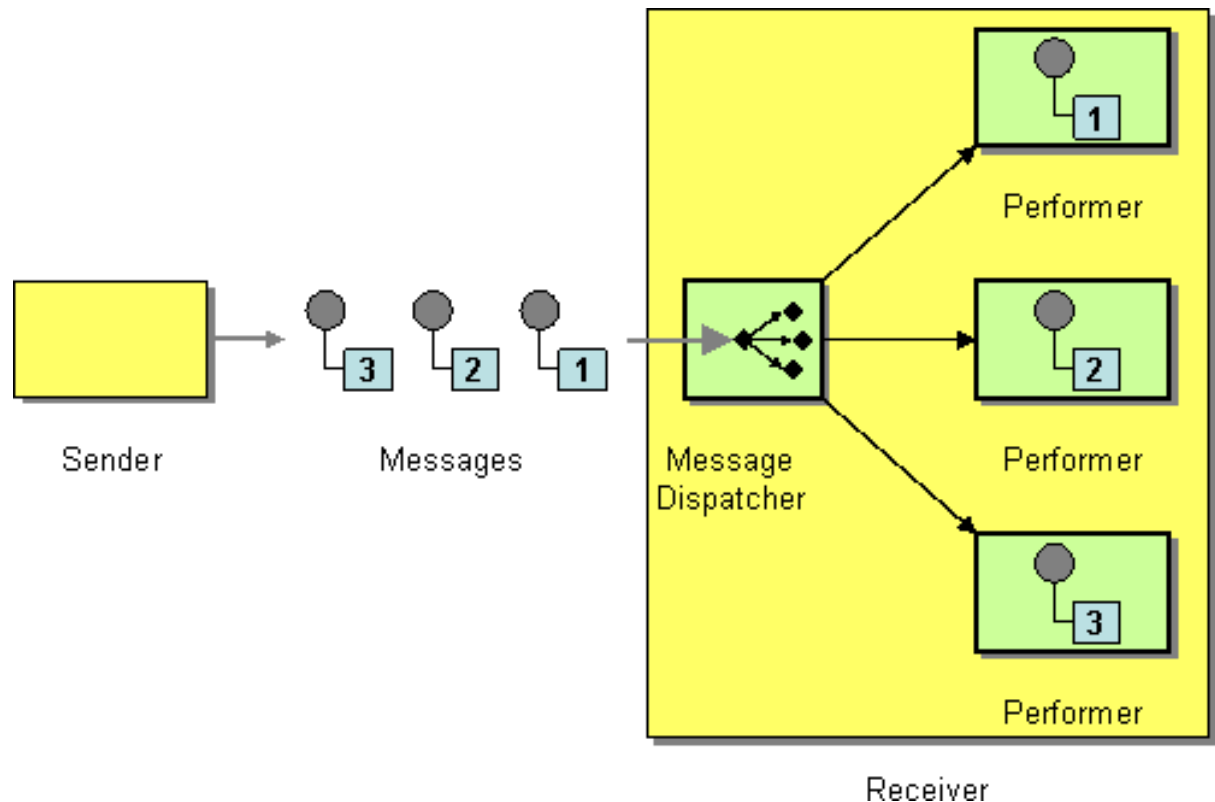 1
Performer
3
2
1
2
Sender
Messages
Message
Dispatcher
Performer
3
Performer
Receiver